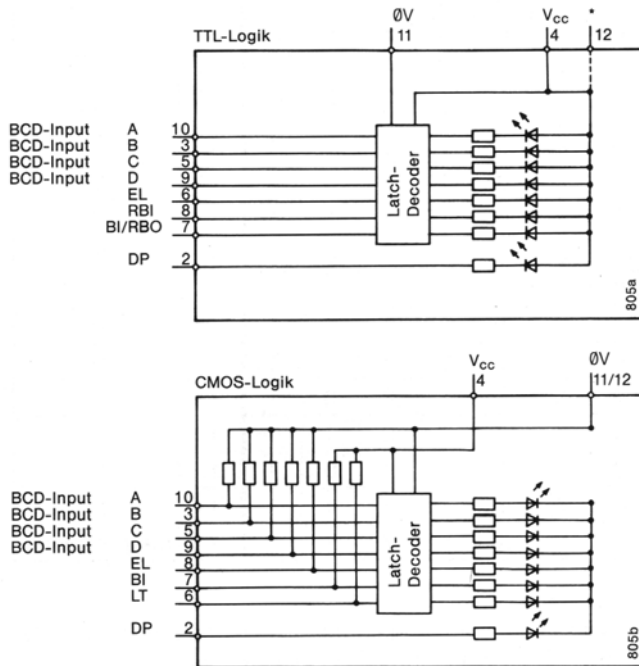 ØV
V_CC
*
TTL-Logik
11
4
12
BCD-Input A 10
BCD-Input B 3
BCD-Input C 5
BCD-Input D 9
EL 6
RBI 8
BI/RBO 7
DP 2
Latch-
Decoder
805a
V_CC
ØV
CMOS-Logik
4
11/12
BCD-Input A 10
BCD-Input B 3
BCD-Input C 5
BCD-Input D 9
EL 8
BI 7
LT 6
DP 2
Latch-
Decoder
805b